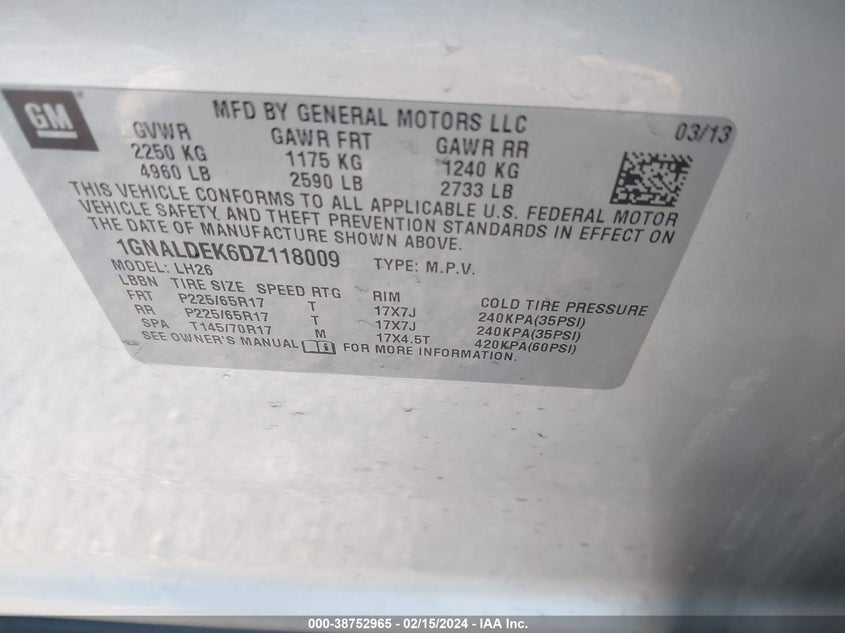 GM
MFD BY GENERAL MOTORS LLC
03/13
GVWR GAWR FRT GAWR RR
2250 KG 1175 KG 1240 KG
4960 LB 2590 LB 2733 LB
THIS VEHICLE CONFORMS TO ALL APPLICABLE U.S. FEDERAL MOTOR
VEHICLE SAFETY, AND THEFT PREVENTION STANDARDS IN EFFECT ON
THE DATE OF MANUFACTURE SHOWN ABOVE.
1GNALDEK6DZ118009 TYPE: M.P.V.
MODEL: LH26
LBBN TIRE SIZE SPEED RTG RIM COLD TIRE PRESSURE
FRT P225/65R17 T 17X7J 240KPA(35PSI)
RR P225/65R17 T 17X7J 240KPA(35PSI)
SPA T145/70R17 M 17X4.5T 420KPA(60PSI)
SEE OWNER'S MANUAL FOR MORE INFORMATION.
000-38752965 - 02/15/2024 - IAA Inc.